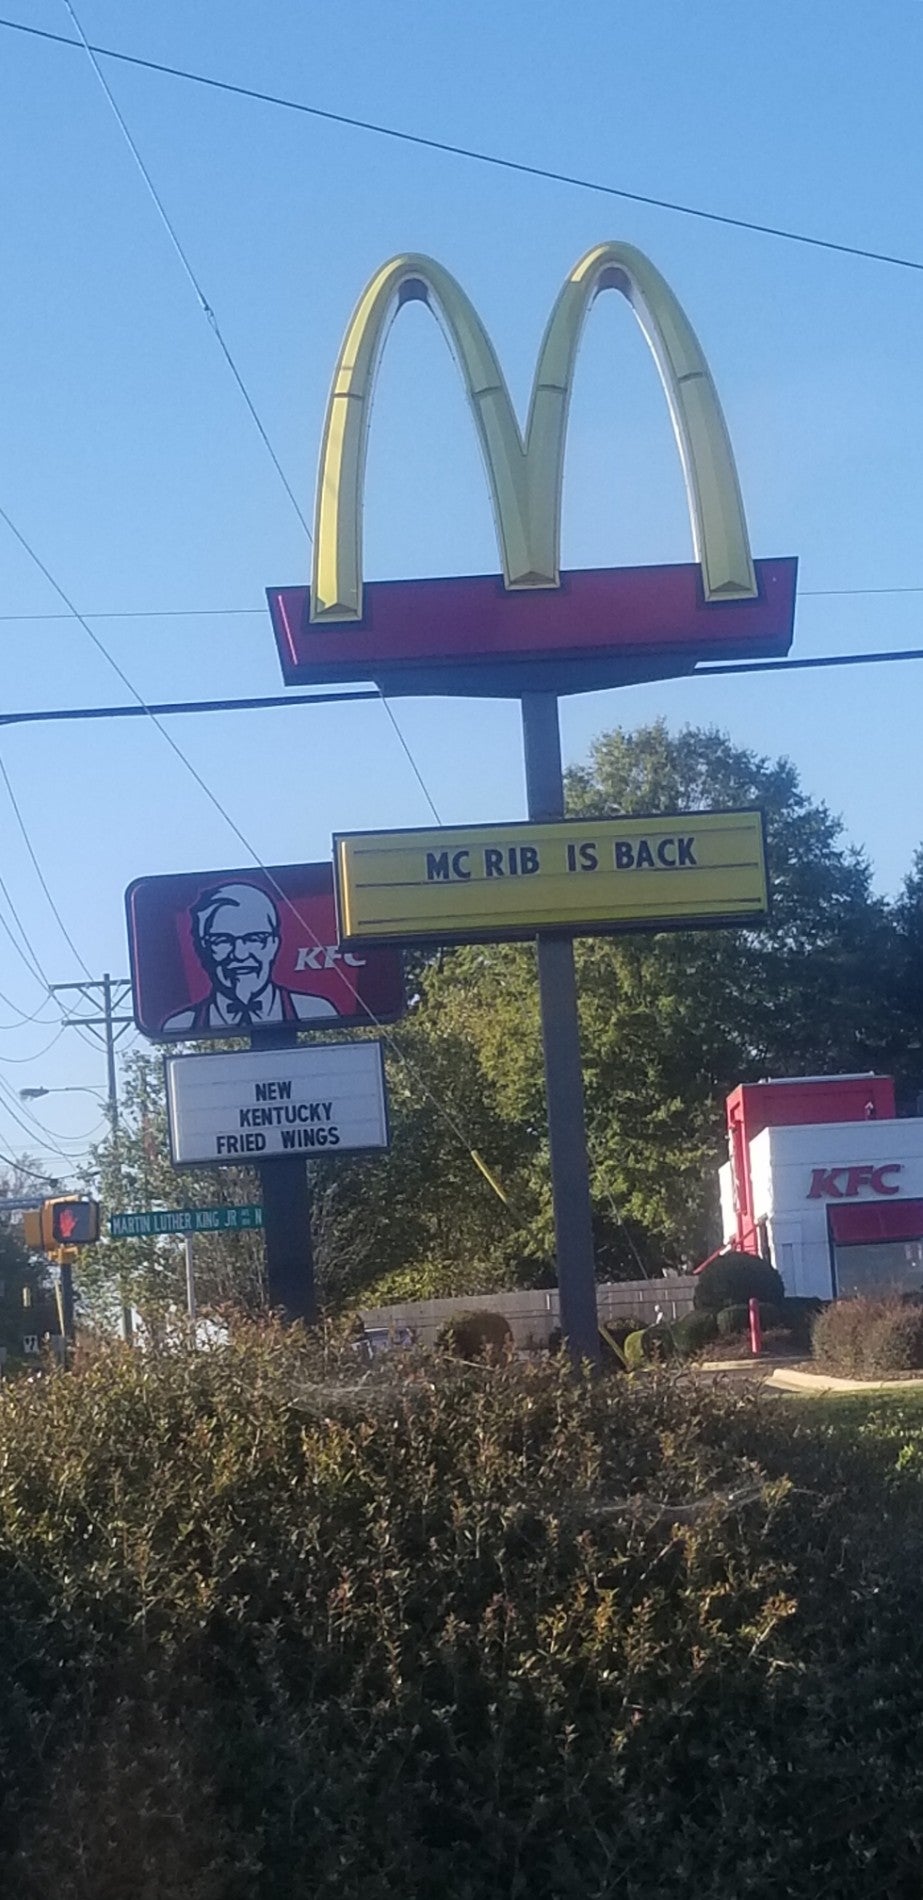 MC RIB IS BACK
KFC
NEW
KENTUCKY
FRIED WINGS
MARTIN LUTHER KING JR N
KFC